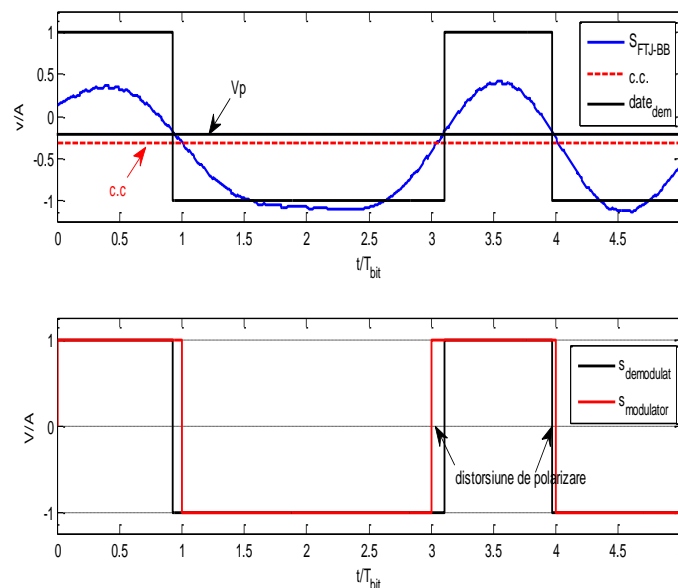 1
0.5
0
-0.5
-1
v/A
Vp
c.c
S_FTJ-BB
c.c.
date_dem
0 0.5 1 1.5 2 2.5 3 3.5 4 4.5
t/T_bit
1
0
-1
V/A
s_demodulat
s_modulator
distorsiune de polarizare
0 0.5 1 1.5 2 2.5 3 3.5 4 4.5
t/T_bit